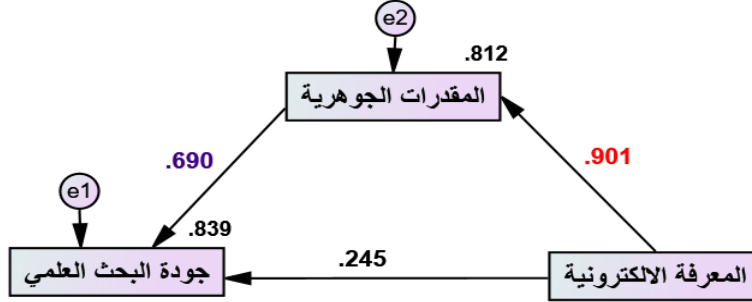 e2
.812
المقدرات الجوهرية
.690
.901
e1
.839
جودة البحث العلمي
.245
المعرفة الالكترونية